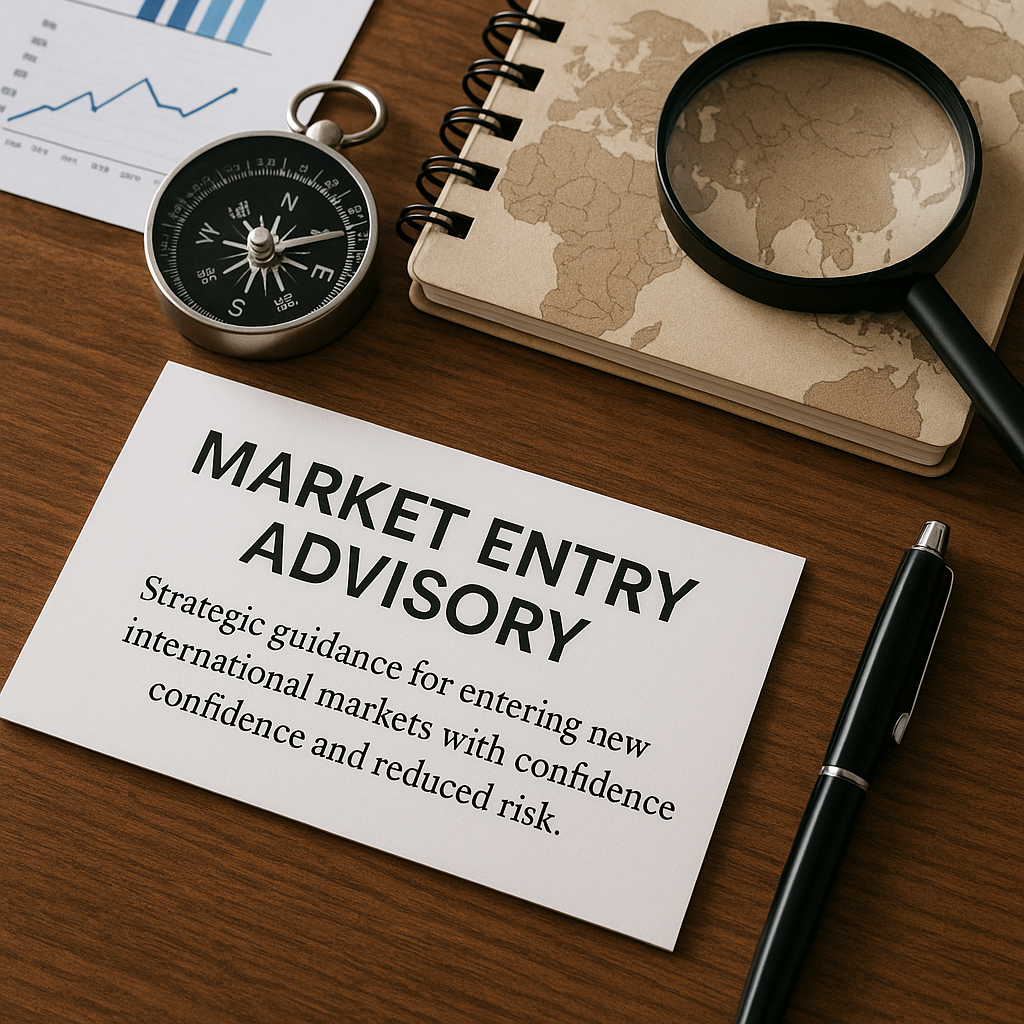 MARKET ENTRY
ADVISORY
Strategic guidance for entering new
international markets with confidence
confidence and reduced risk.
N
E
S